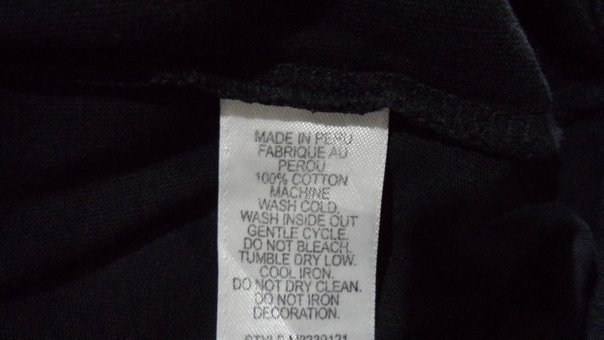 MADE IN PERU
FABRIQUE AU
PEROU
100% COTTON
MACHINE
WASH COLD.
WASH INSIDE OUT
GENTLE CYCLE.
DO NOT BLEACH.
TUMBLE DRY LOW.
COOL IRON.
DO NOT DRY CLEAN.
DO NOT IRON
DECORATION.
STYLE